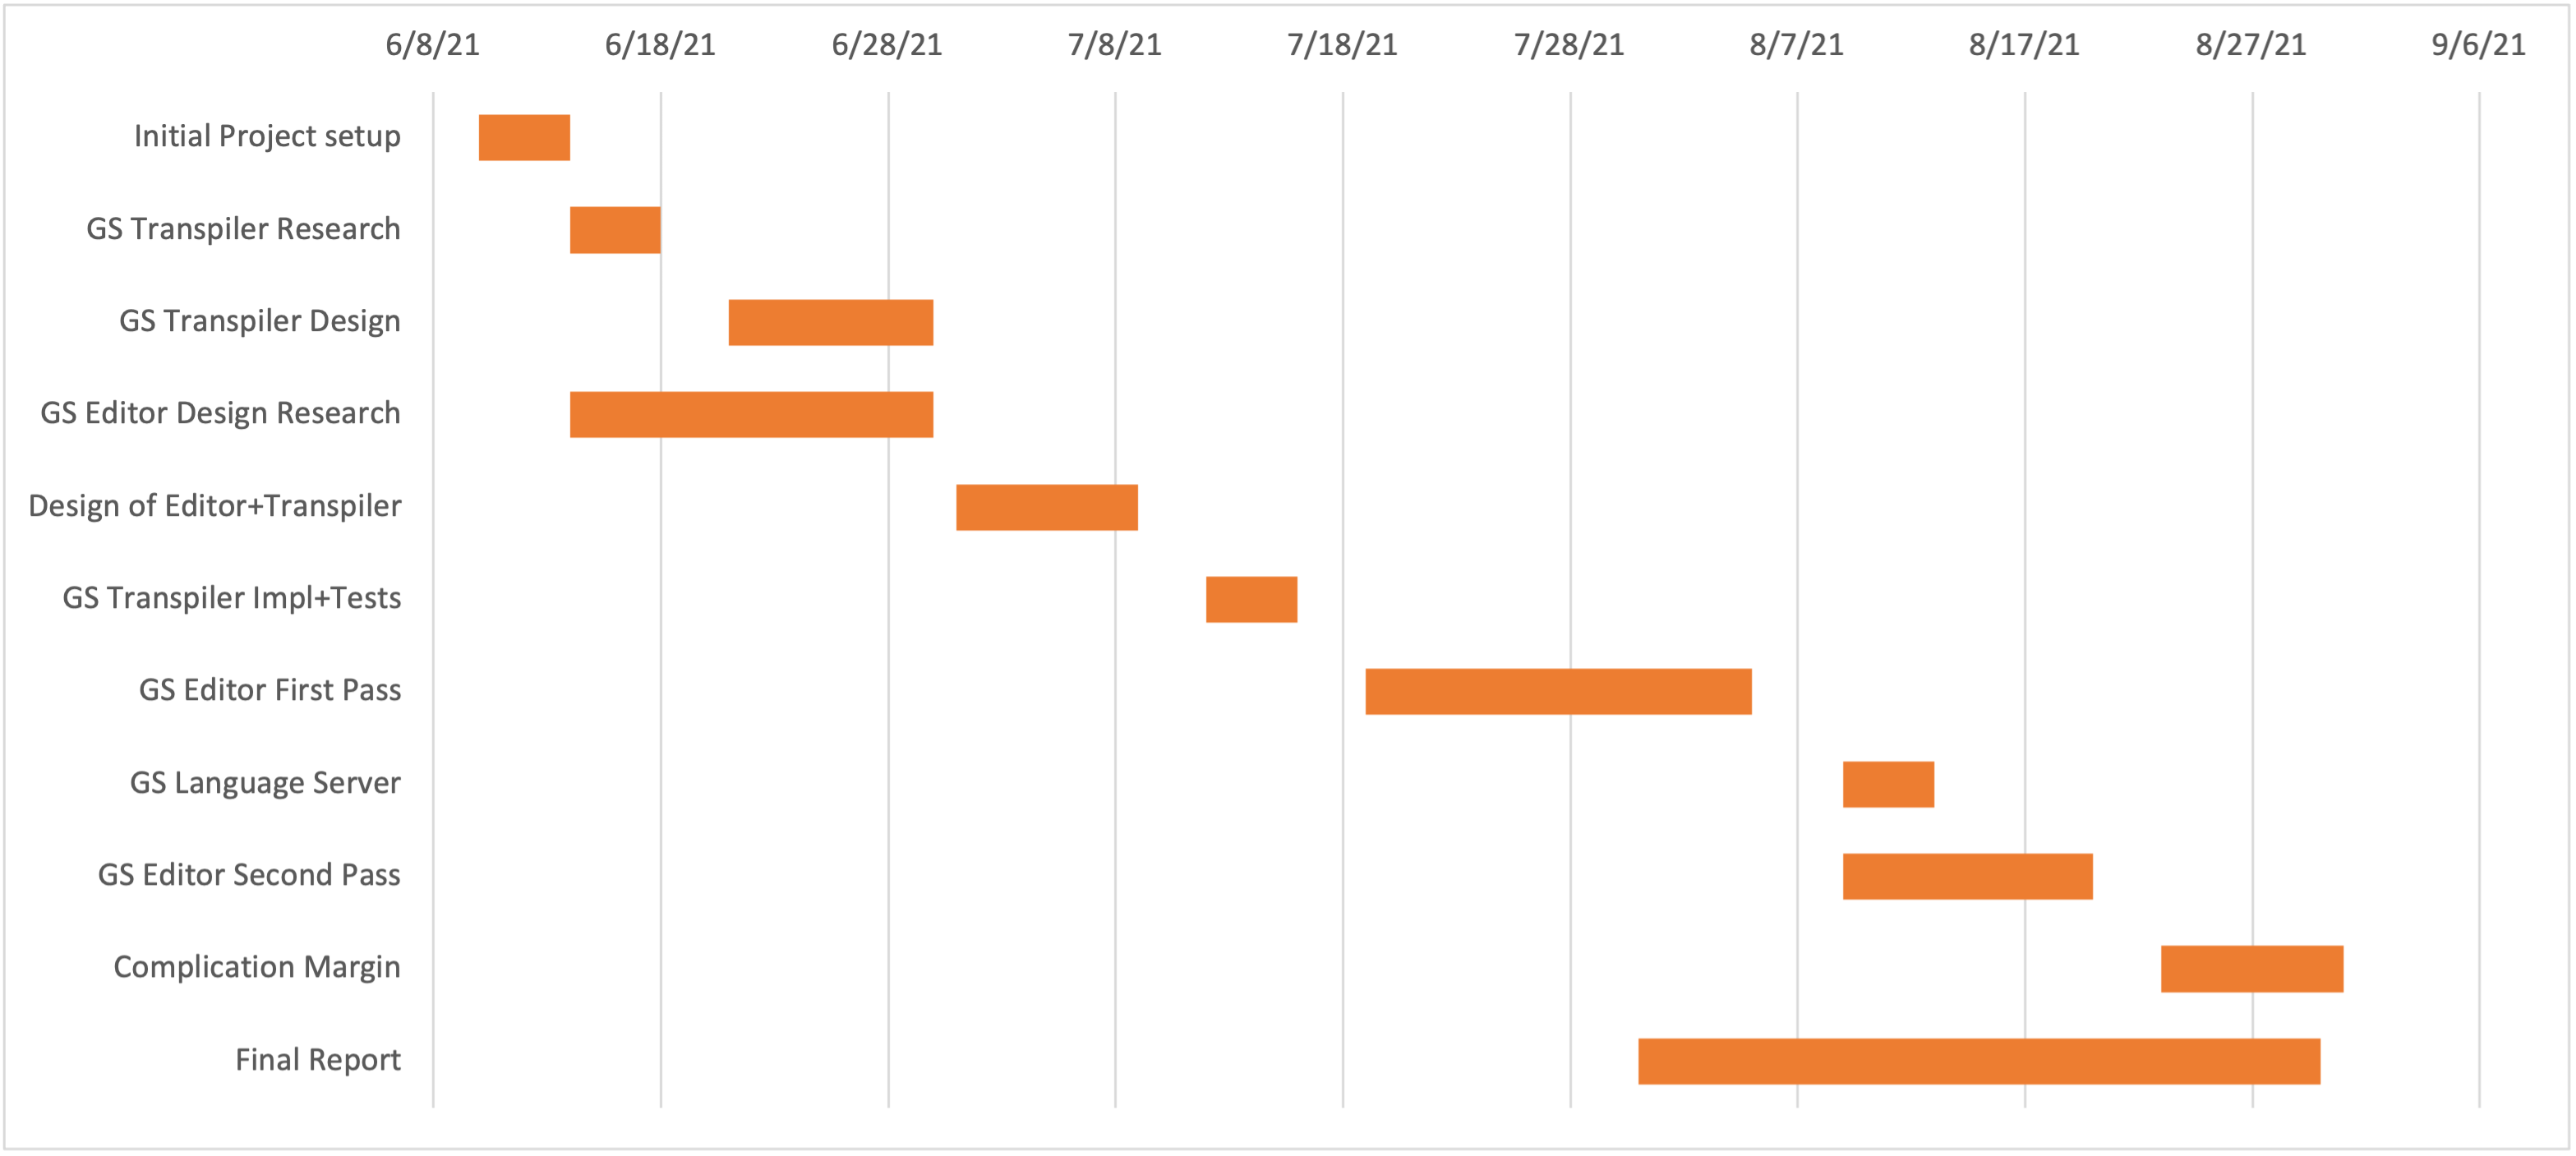 6/8/21 6/18/21 6/28/21 7/8/21 7/18/21 7/28/21 8/7/21 8/17/21 8/27/21 9/6/21
Initial Project setup
GS Transpiler Research
GS Transpiler Design
GS Editor Design Research
Design of Editor+Transpiler
GS Transpiler Impl+Tests
GS Editor First Pass
GS Language Server
GS Editor Second Pass
Complication Margin
Final Report